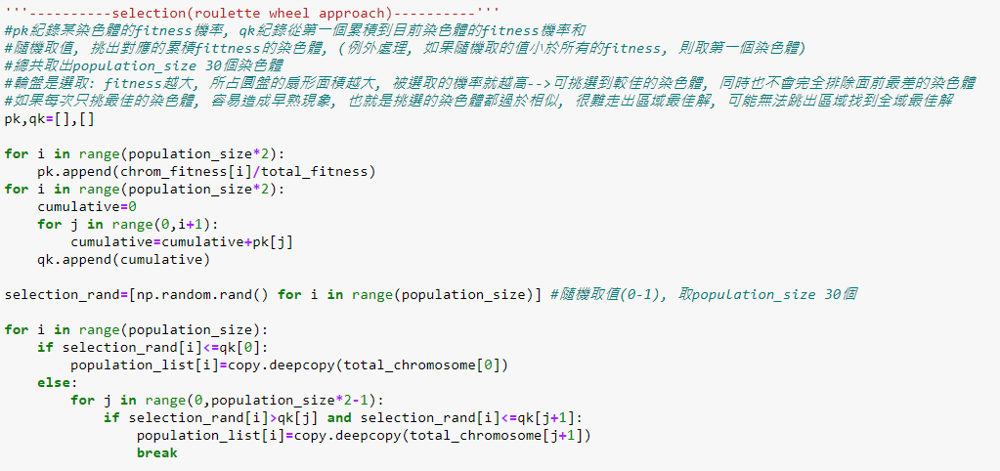 '''----------selection(roulette wheel approach)----------'''
#pk紀錄某染色體的fitness機率, qk紀錄從第一個累積到目前染色體的fitness機率和
#隨機取值, 挑出對應的累積fittness的染色體, (例外處理, 如果隨機取的值小於所有的fitness, 則取第一個染色體)
#總共取出population_size 30個染色體
#輪盤是選取: fitness越大, 所占圓盤的扇形面積越大, 被選取的機率就越高-->可挑選到較佳的染色體, 同時也不會完全排除面前最差的染色體
#如果每次只挑最佳的染色體, 容易造成早熟現象, 也就是挑選的染色體都過於相似, 很難走出區域最佳解, 可能無法跳出區域找到全域最佳解
pk,qk=[],[]
for i in range(population_size*2):
    pk.append(chrom_fitness[i]/total_fitness)
for i in range(population_size*2):
    cumulative=0
    for j in range(0,i+1):
        cumulative=cumulative+pk[j]
    qk.append(cumulative)
selection_rand=[np.random.rand() for i in range(population_size)] #隨機取值(0-1), 取population_size 30個
for i in range(population_size):
    if selection_rand[i]<=qk[0]:
        population_list[i]=copy.deepcopy(total_chromosome[0])
    else:
        for j in range(0,population_size*2-1):
            if selection_rand[i]>qk[j] and selection_rand[i]<=qk[j+1]:
                population_list[i]=copy.deepcopy(total_chromosome[j+1])
                break